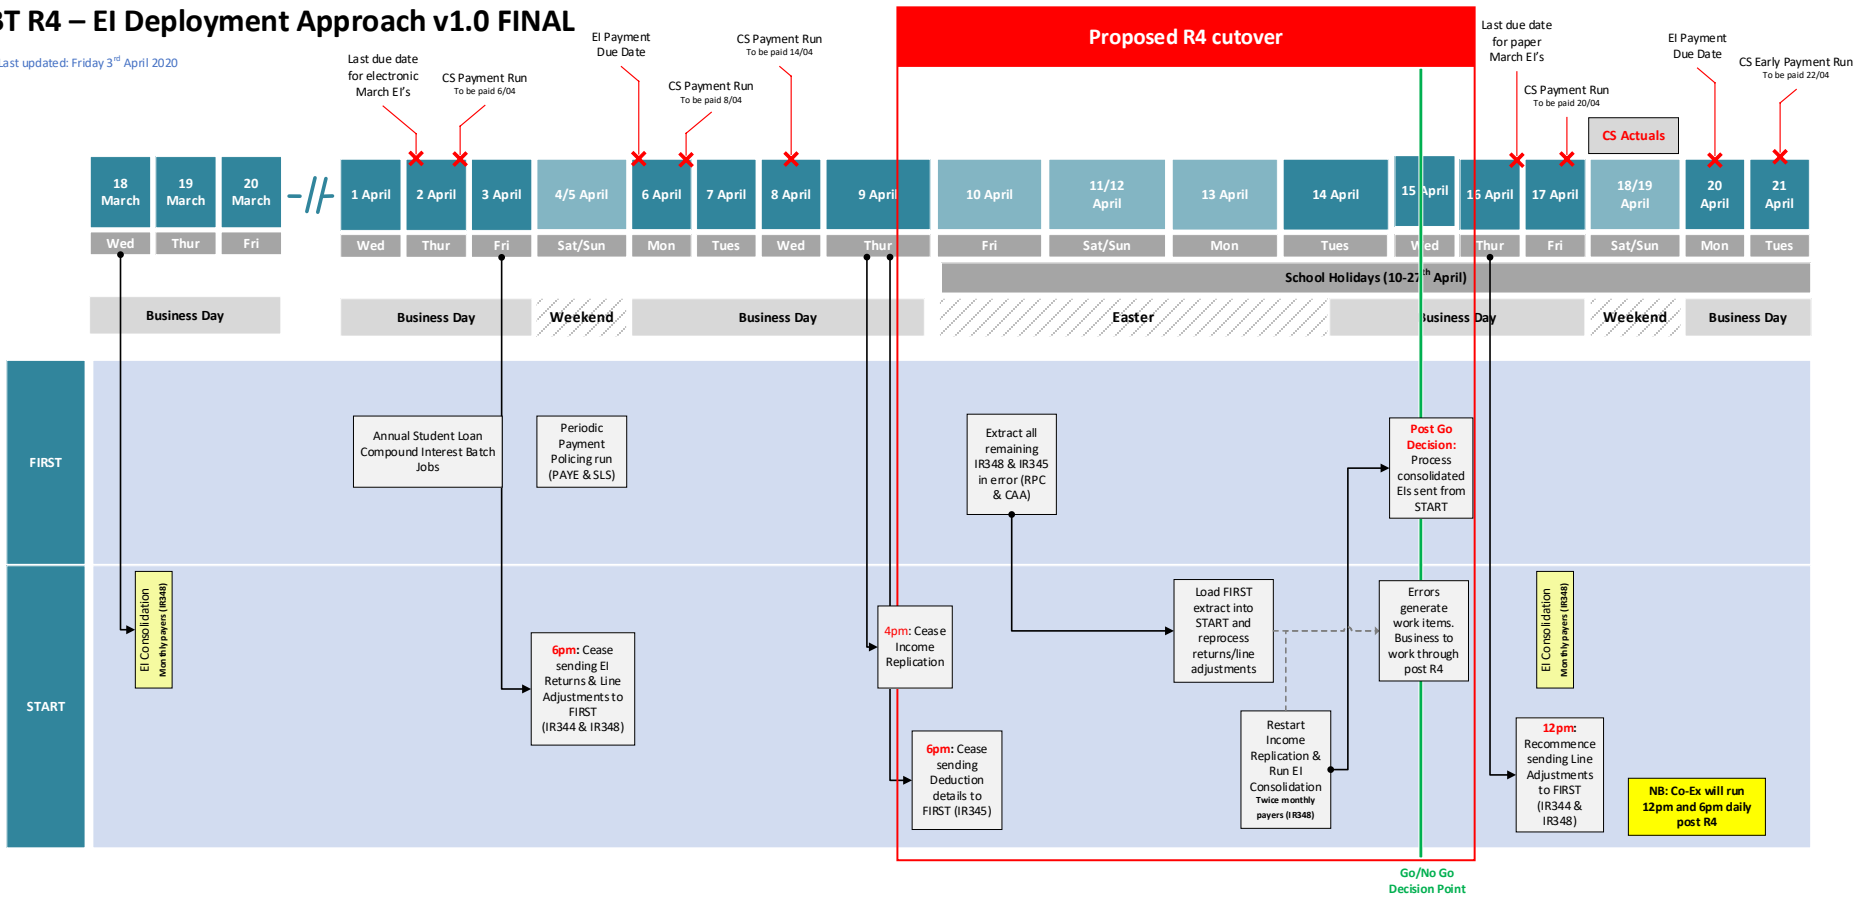 BT R4 – EI Deployment Approach v1.0 FINAL
Last updated: Friday 3rd April 2020
Proposed R4 cutover
Last due date
for electronic
March EI's
CS Payment Run
To be paid 6/04
EI Payment
Due Date
CS Payment Run
To be paid 8/04
CS Payment Run
To be paid 14/04
Last due date
for paper
March EI's
CS Payment Run
To be paid 20/04
EI Payment
Due Date
CS Early Payment Run
To be paid 22/04
CS Actuals
18
March
19
March
20
March
1 April
2 April
3 April
4/5 April
6 April
7 April
8 April
9 April
10 April
11/12
April
13 April
14 April
15 April
16 April
17 April
18/19
April
20
April
21
April
Wed
Thur
Fri
Wed
Thur
Fri
Sat/Sun
Mon
Tues
Wed
Thur
Fri
Sat/Sun
Mon
Tues
Wed
Thur
Fri
Sat/Sun
Mon
Tues
School Holidays (10-27th April)
Business Day
Business Day
Weekend
Business Day
Easter
Business Day
Weekend
Business Day
FIRST
Annual Student Loan
Compound Interest Batch
Jobs
Periodic
Payment
Policing run
(PAYE & SLS)
Extract all
remaining
IR348 & IR345
in error (RPC
& CAA)
Post Go
Decision:
Process
consolidated
EIs sent from
START
START
EI Consolidation
Monthly payers (IR348)
6pm: Cease
sending EI
Returns & Line
Adjustments to
FIRST
(IR344 & IR348)
4pm: Cease
Income
Replication
6pm: Cease
sending
Deduction
details to
FIRST (IR345)
Load FIRST
extract into
START and
reprocess
returns/line
adjustments
Restart
Income
Replication &
Run EI
Consolidation
Twice monthly
payers (IR348)
Errors
generate
work items.
Business to
work through
post R4
EI Consolidation
Monthly payers (IR348)
12pm:
Recommence
sending Line
Adjustments
to FIRST
(IR344 &
IR348)
NB: Co-Ex will run
12pm and 6pm daily
post R4
Go/No Go
Decision Point